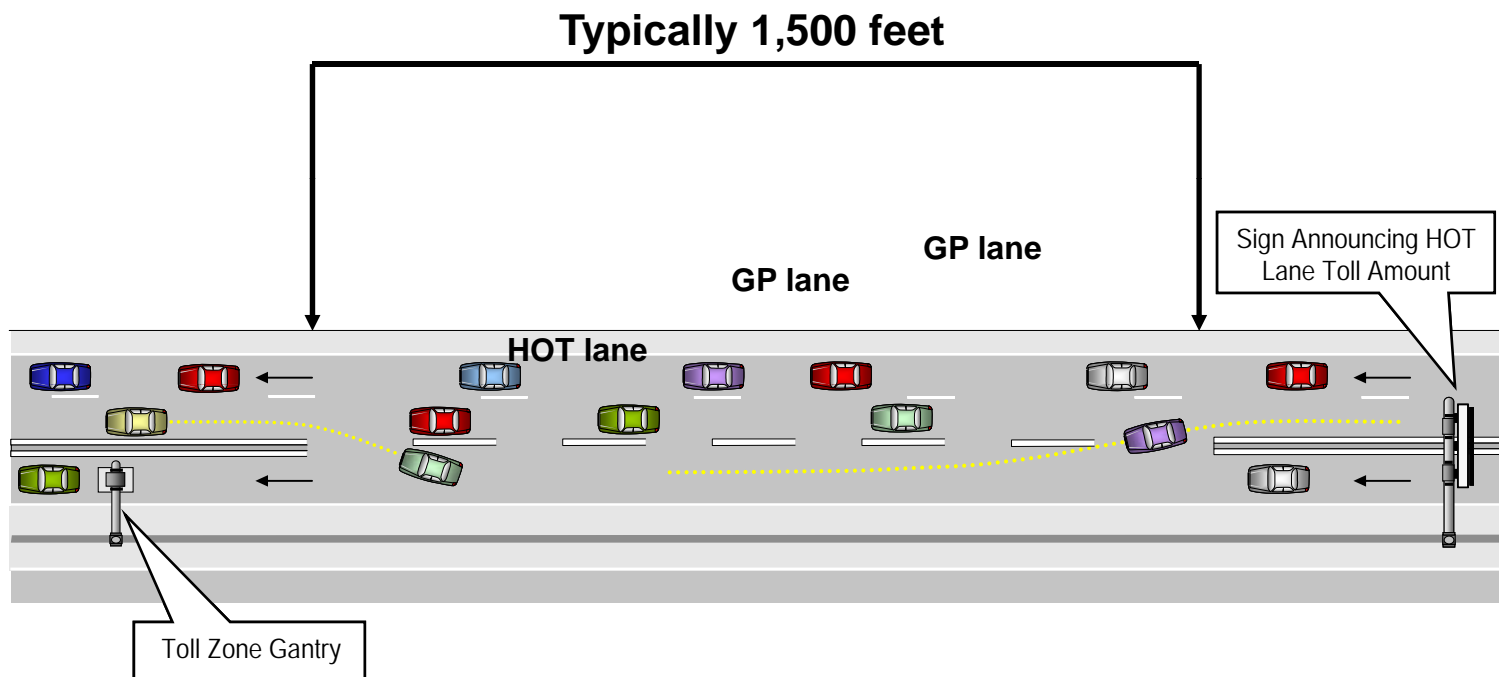 Typically 1,500 feet
GP lane
GP lane
HOT lane
Sign Announcing HOT
Lane Toll Amount
Toll Zone Gantry